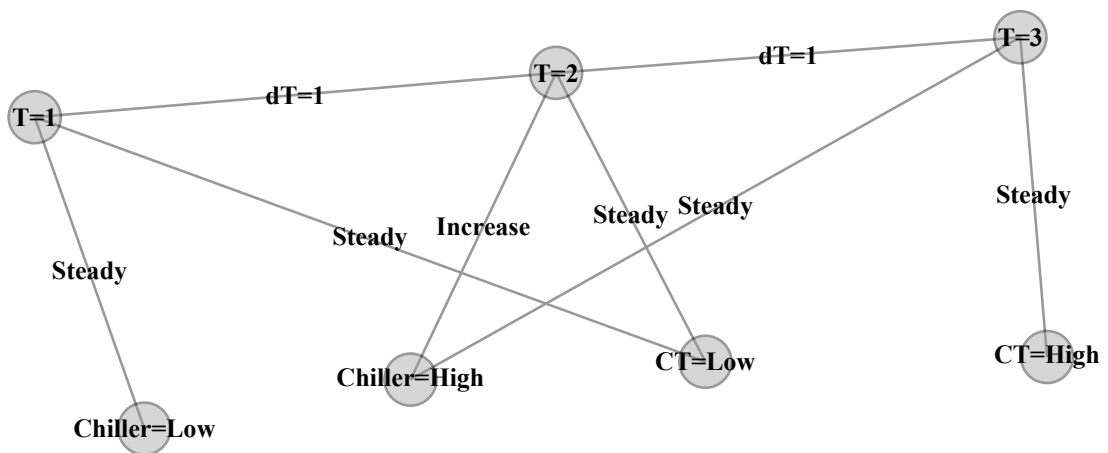 T=3
dT=1
T=2
dT=1
T=1
Steady
Steady
Steady
Increase
Steady
Steady
CT=High
CT=Low
Chiller=High
Chiller=Low